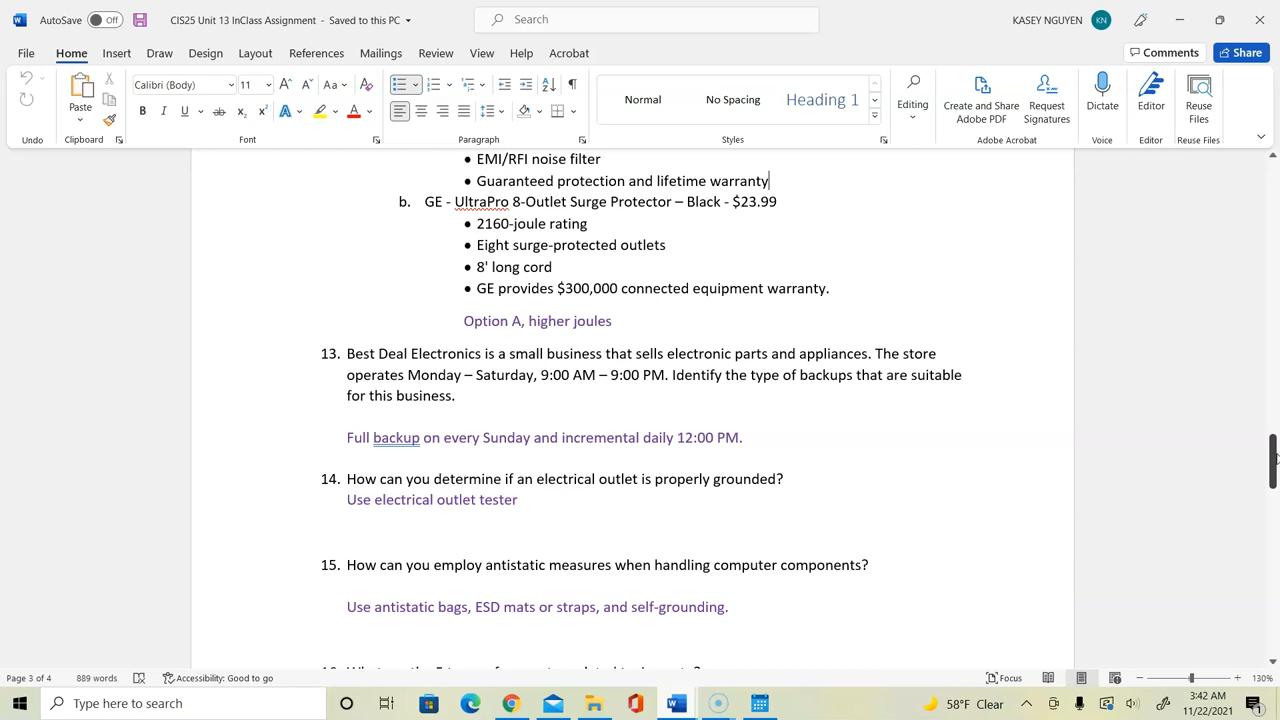 AutoSave Off CIS25 Unit 13 InClass Assignment - Saved to this PC Search KASEY NGUYEN KN
File Home Insert Draw Design Layout References Mailings Review View Help Acrobat Comments Share
Calibri (Body) 11 Aa
Paste Normal No Spacing Heading 1 Editing Create and Share Adobe PDF Request Signatures Dictate Editor Reuse Files
Undo Clipboard Font Paragraph Styles Adobe Acrobat Voice Editor Reuse Files
• EMI/RFI noise filter
• Guaranteed protection and lifetime warranty
b. GE - UltraPro 8-Outlet Surge Protector – Black - $23.99
• 2160-joule rating
• Eight surge-protected outlets
• 8' long cord
• GE provides $300,000 connected equipment warranty.
Option A, higher joules
13. Best Deal Electronics is a small business that sells electronic parts and appliances. The store
operates Monday – Saturday, 9:00 AM – 9:00 PM. Identify the type of backups that are suitable
for this business.
Full backup on every Sunday and incremental daily 12:00 PM.
14. How can you determine if an electrical outlet is properly grounded?
Use electrical outlet tester
15. How can you employ antistatic measures when handling computer components?
Use antistatic bags, ESD mats or straps, and self-grounding.
Page 3 of 4 889 words Accessibility: Good to go Focus 130%
Type here to search 58°F Clear 3:42 AM
11/22/2021